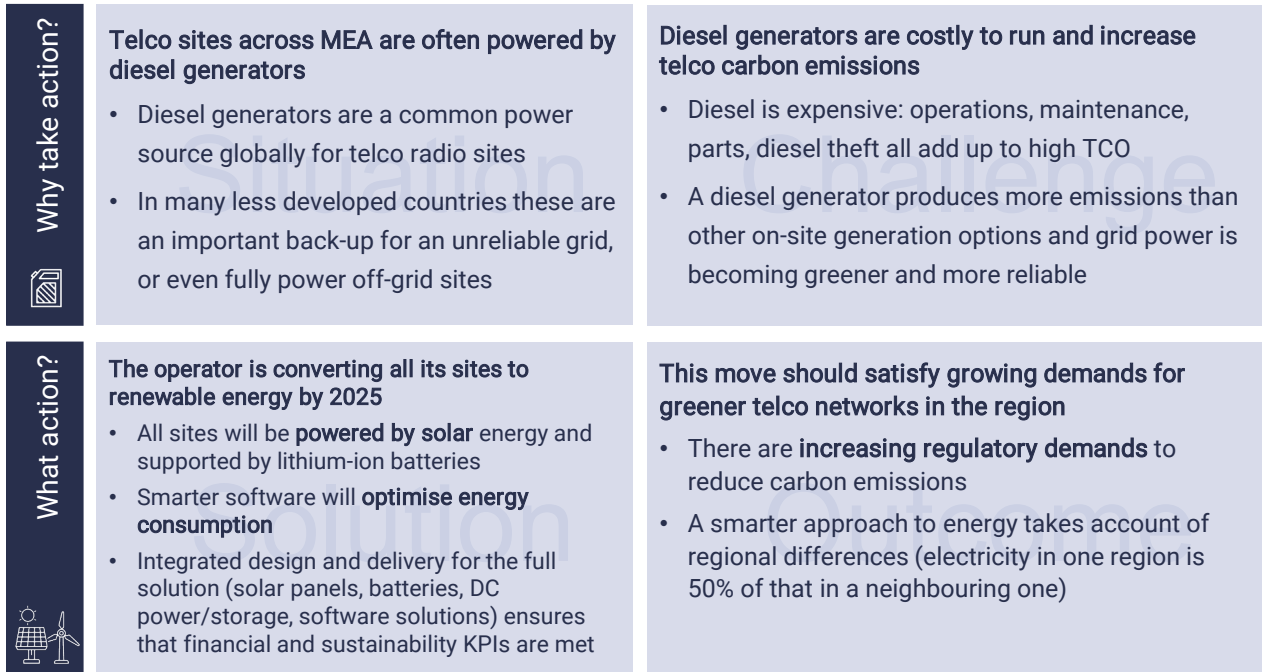 Why take action?
Situation
Telco sites across MEA are often powered by
diesel generators
• Diesel generators are a common power
source globally for telco radio sites
• In many less developed countries these are
an important back-up for an unreliable grid,
or even fully power off-grid sites
Challenge
Diesel generators are costly to run and increase
telco carbon emissions
• Diesel is expensive: operations, maintenance,
parts, diesel theft all add up to high TCO
• A diesel generator produces more emissions than
other on-site generation options and grid power is
becoming greener and more reliable
What action?
Solution
The operator is converting all its sites to
renewable energy by 2025
• All sites will be powered by solar energy and
supported by lithium-ion batteries
• Smarter software will optimise energy
consumption
• Integrated design and delivery for the full
solution (solar panels, batteries, DC
power/storage, software solutions) ensures
that financial and sustainability KPIs are met
Outcome
This move should satisfy growing demands for
greener telco networks in the region
• There are increasing regulatory demands to
reduce carbon emissions
• A smarter approach to energy takes account of
regional differences (electricity in one region is
50% of that in a neighbouring one)